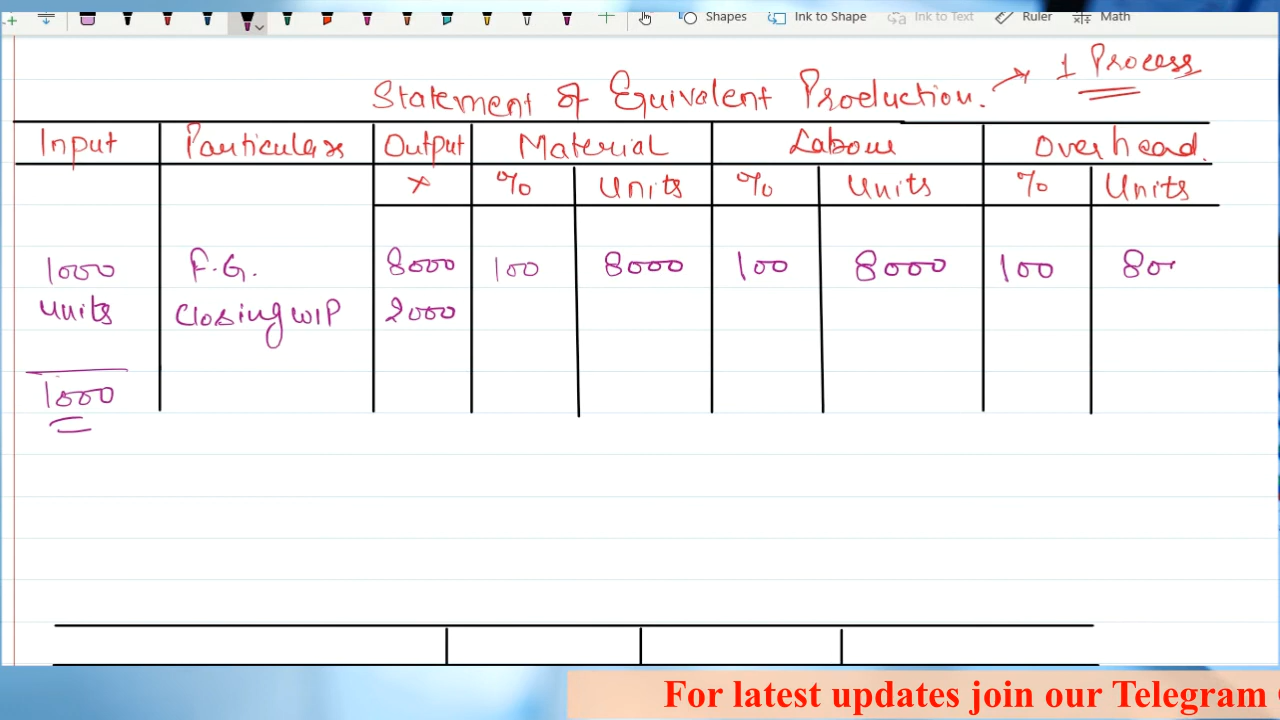 Shapes Ink to Shape Ink to Text Ruler Math
Statement of Equivalent Production. → 1 Process
Input Particulars Output Material Labour Overhead.
x % Units % Units % Units
1000 F.G. 8000 100 8000 100 8000 100 800
units Closing WIP 2000
1000
For latest updates join our Telegram